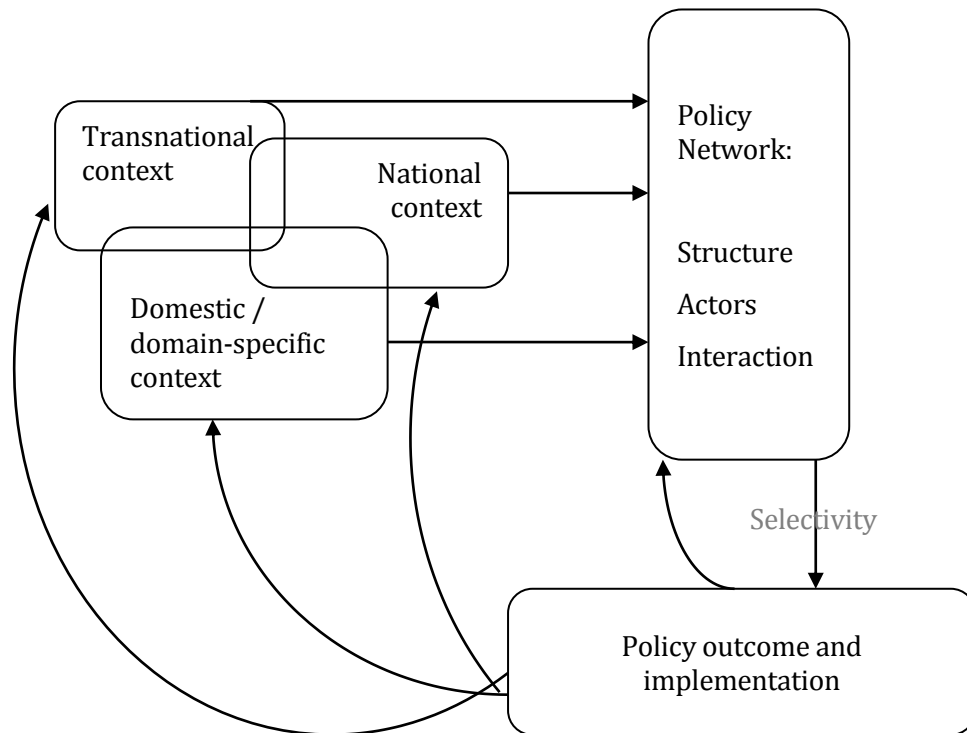 Transnational
context
National
context
Domestic /
domain-specific
context
Policy
Network:
Structure
Actors
Interaction
Selectivity
Policy outcome and
implementation